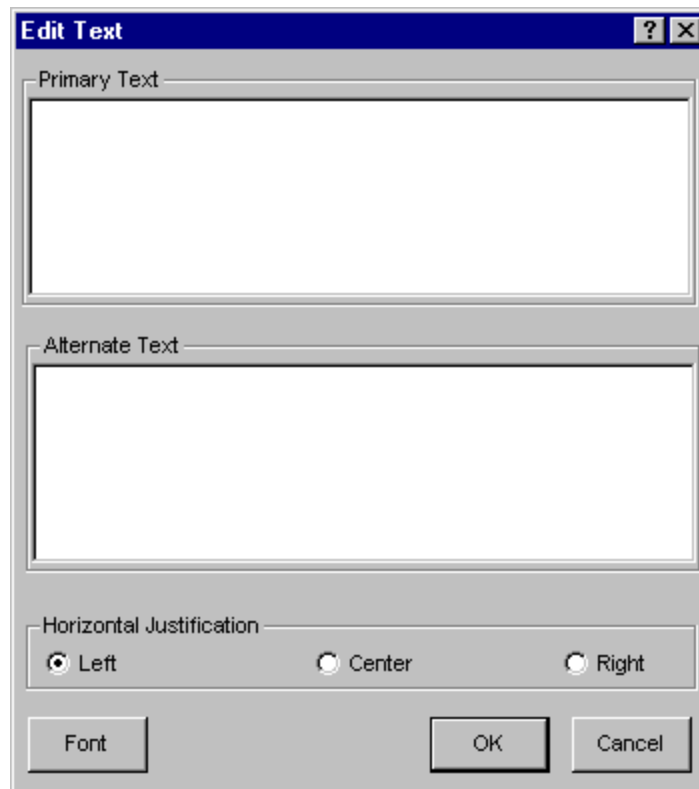 Edit Text
Primary Text
Alternate Text
Horizontal Justification
Left Center Right
Font OK Cancel